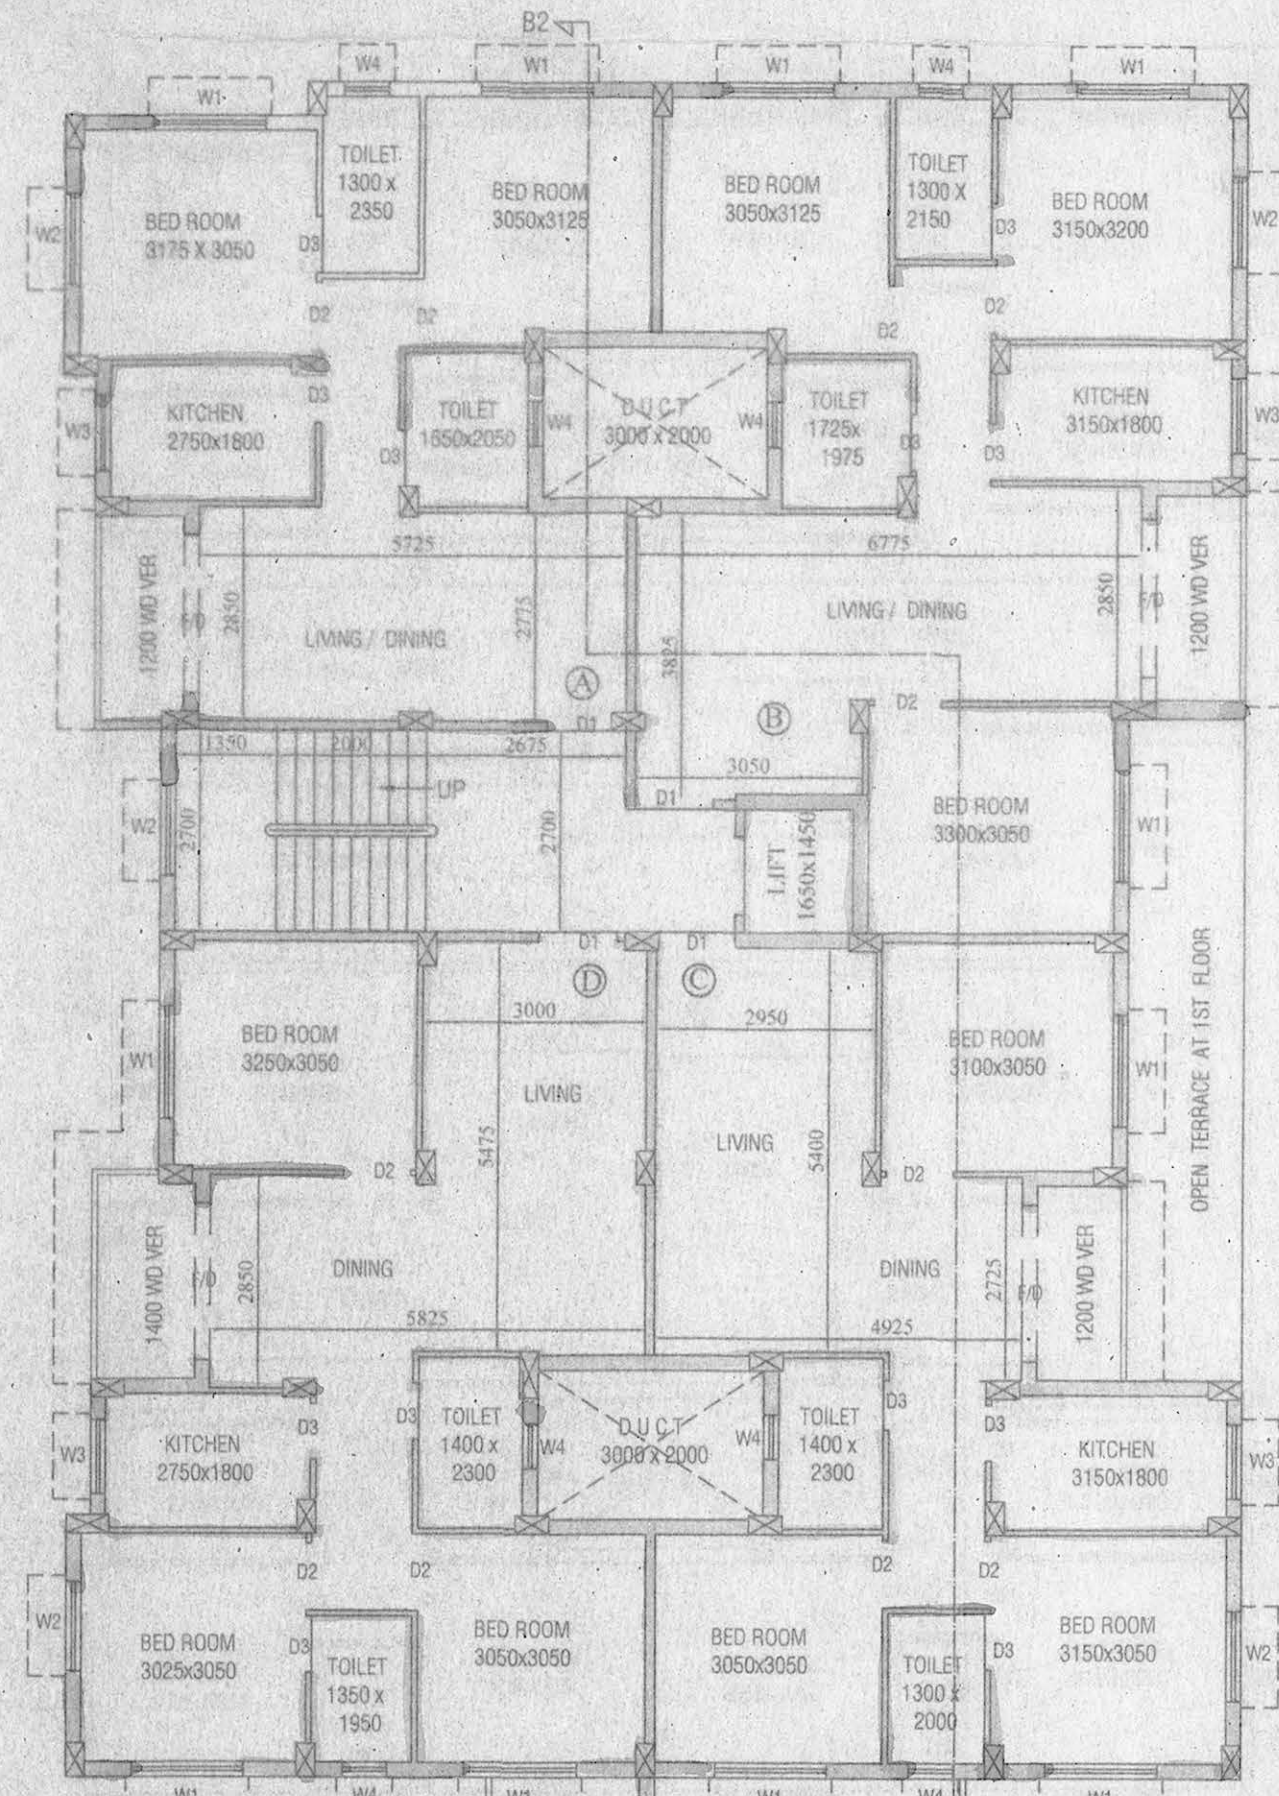 B2
W4
W1
W1
W4
W1
W1
TOILET
1300 x
2350
BED ROOM
3050x3125
BED ROOM
3050x3125
TOILET
1300 X
2150
BED ROOM
3150x3200
BED ROOM
3175 X 3050
W2
W2
D3
D3
D2
D2
D2
D2
KITCHEN
2750x1800
W3
D3
TOILET
1650x2050
D3
W4
DUCT
3000 x 2000
W4
TOILET
1725x
1975
D3
D3
KITCHEN
3150x1800
W3
5725
6775
1200 WD VER
F/D
2850
LIVING / DINING
2775
3825
LIVING / DINING
2850
F/D
1200 WD VER
A
D1
B
D2
1350
2000
2675
3050
UP
D1
W2
2700
2700
LIFT
1650x1450
BED ROOM
3300x3050
W1
D1
D1
D
C
3000
2950
BED ROOM
3250x3050
W1
LIVING
5475
LIVING
5400
BED ROOM
3100x3050
W1
OPEN TERRACE AT 1ST FLOOR
D2
D2
1400 WD VER
F/D
2850
DINING
5825
DINING
4925
2725
F/D
1200 WD VER
D3
KITCHEN
2750x1800
W3
D3
TOILET
1400 x
2300
W4
DUCT
3000 x 2000
W4
TOILET
1400 x
2300
D3
D3
KITCHEN
3150x1800
W3
D2
D2
D2
D2
W2
BED ROOM
3025x3050
D3
TOILET
1350 x
1950
BED ROOM
3050x3050
BED ROOM
3050x3050
TOILET
1300 x
2000
D3
BED ROOM
3150x3050
W2
W1
W4
W1
W1
W4
W1